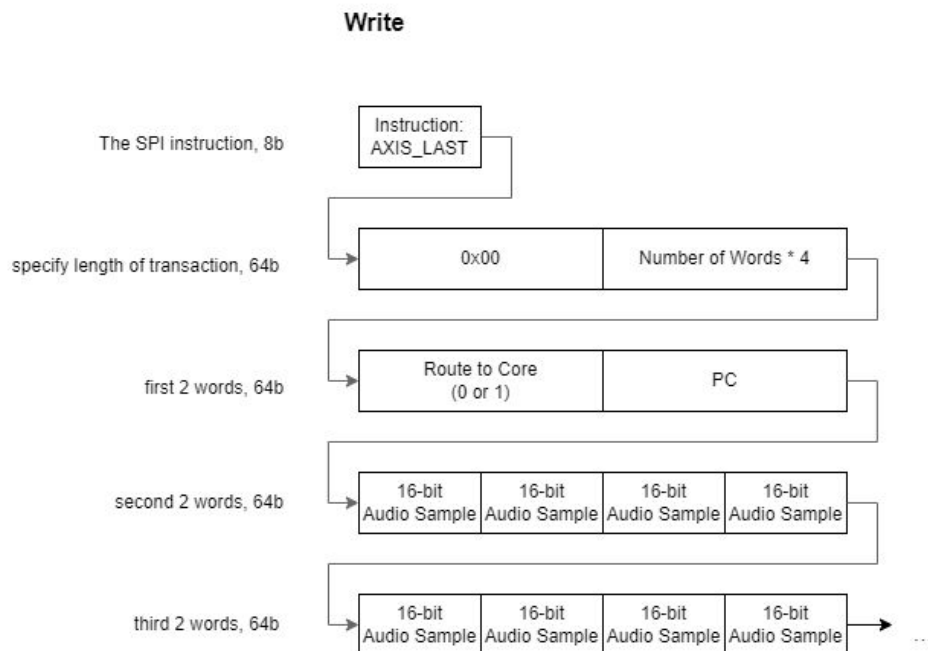 Write
The SPI instruction, 8b
Instruction:
AXIS_LAST
specify length of transaction, 64b
0x00
Number of Words * 4
first 2 words, 64b
Route to Core
(0 or 1)
PC
second 2 words, 64b
16-bit
Audio Sample
16-bit
Audio Sample
16-bit
Audio Sample
16-bit
Audio Sample
third 2 words, 64b
16-bit
Audio Sample
16-bit
Audio Sample
16-bit
Audio Sample
16-bit
Audio Sample
...